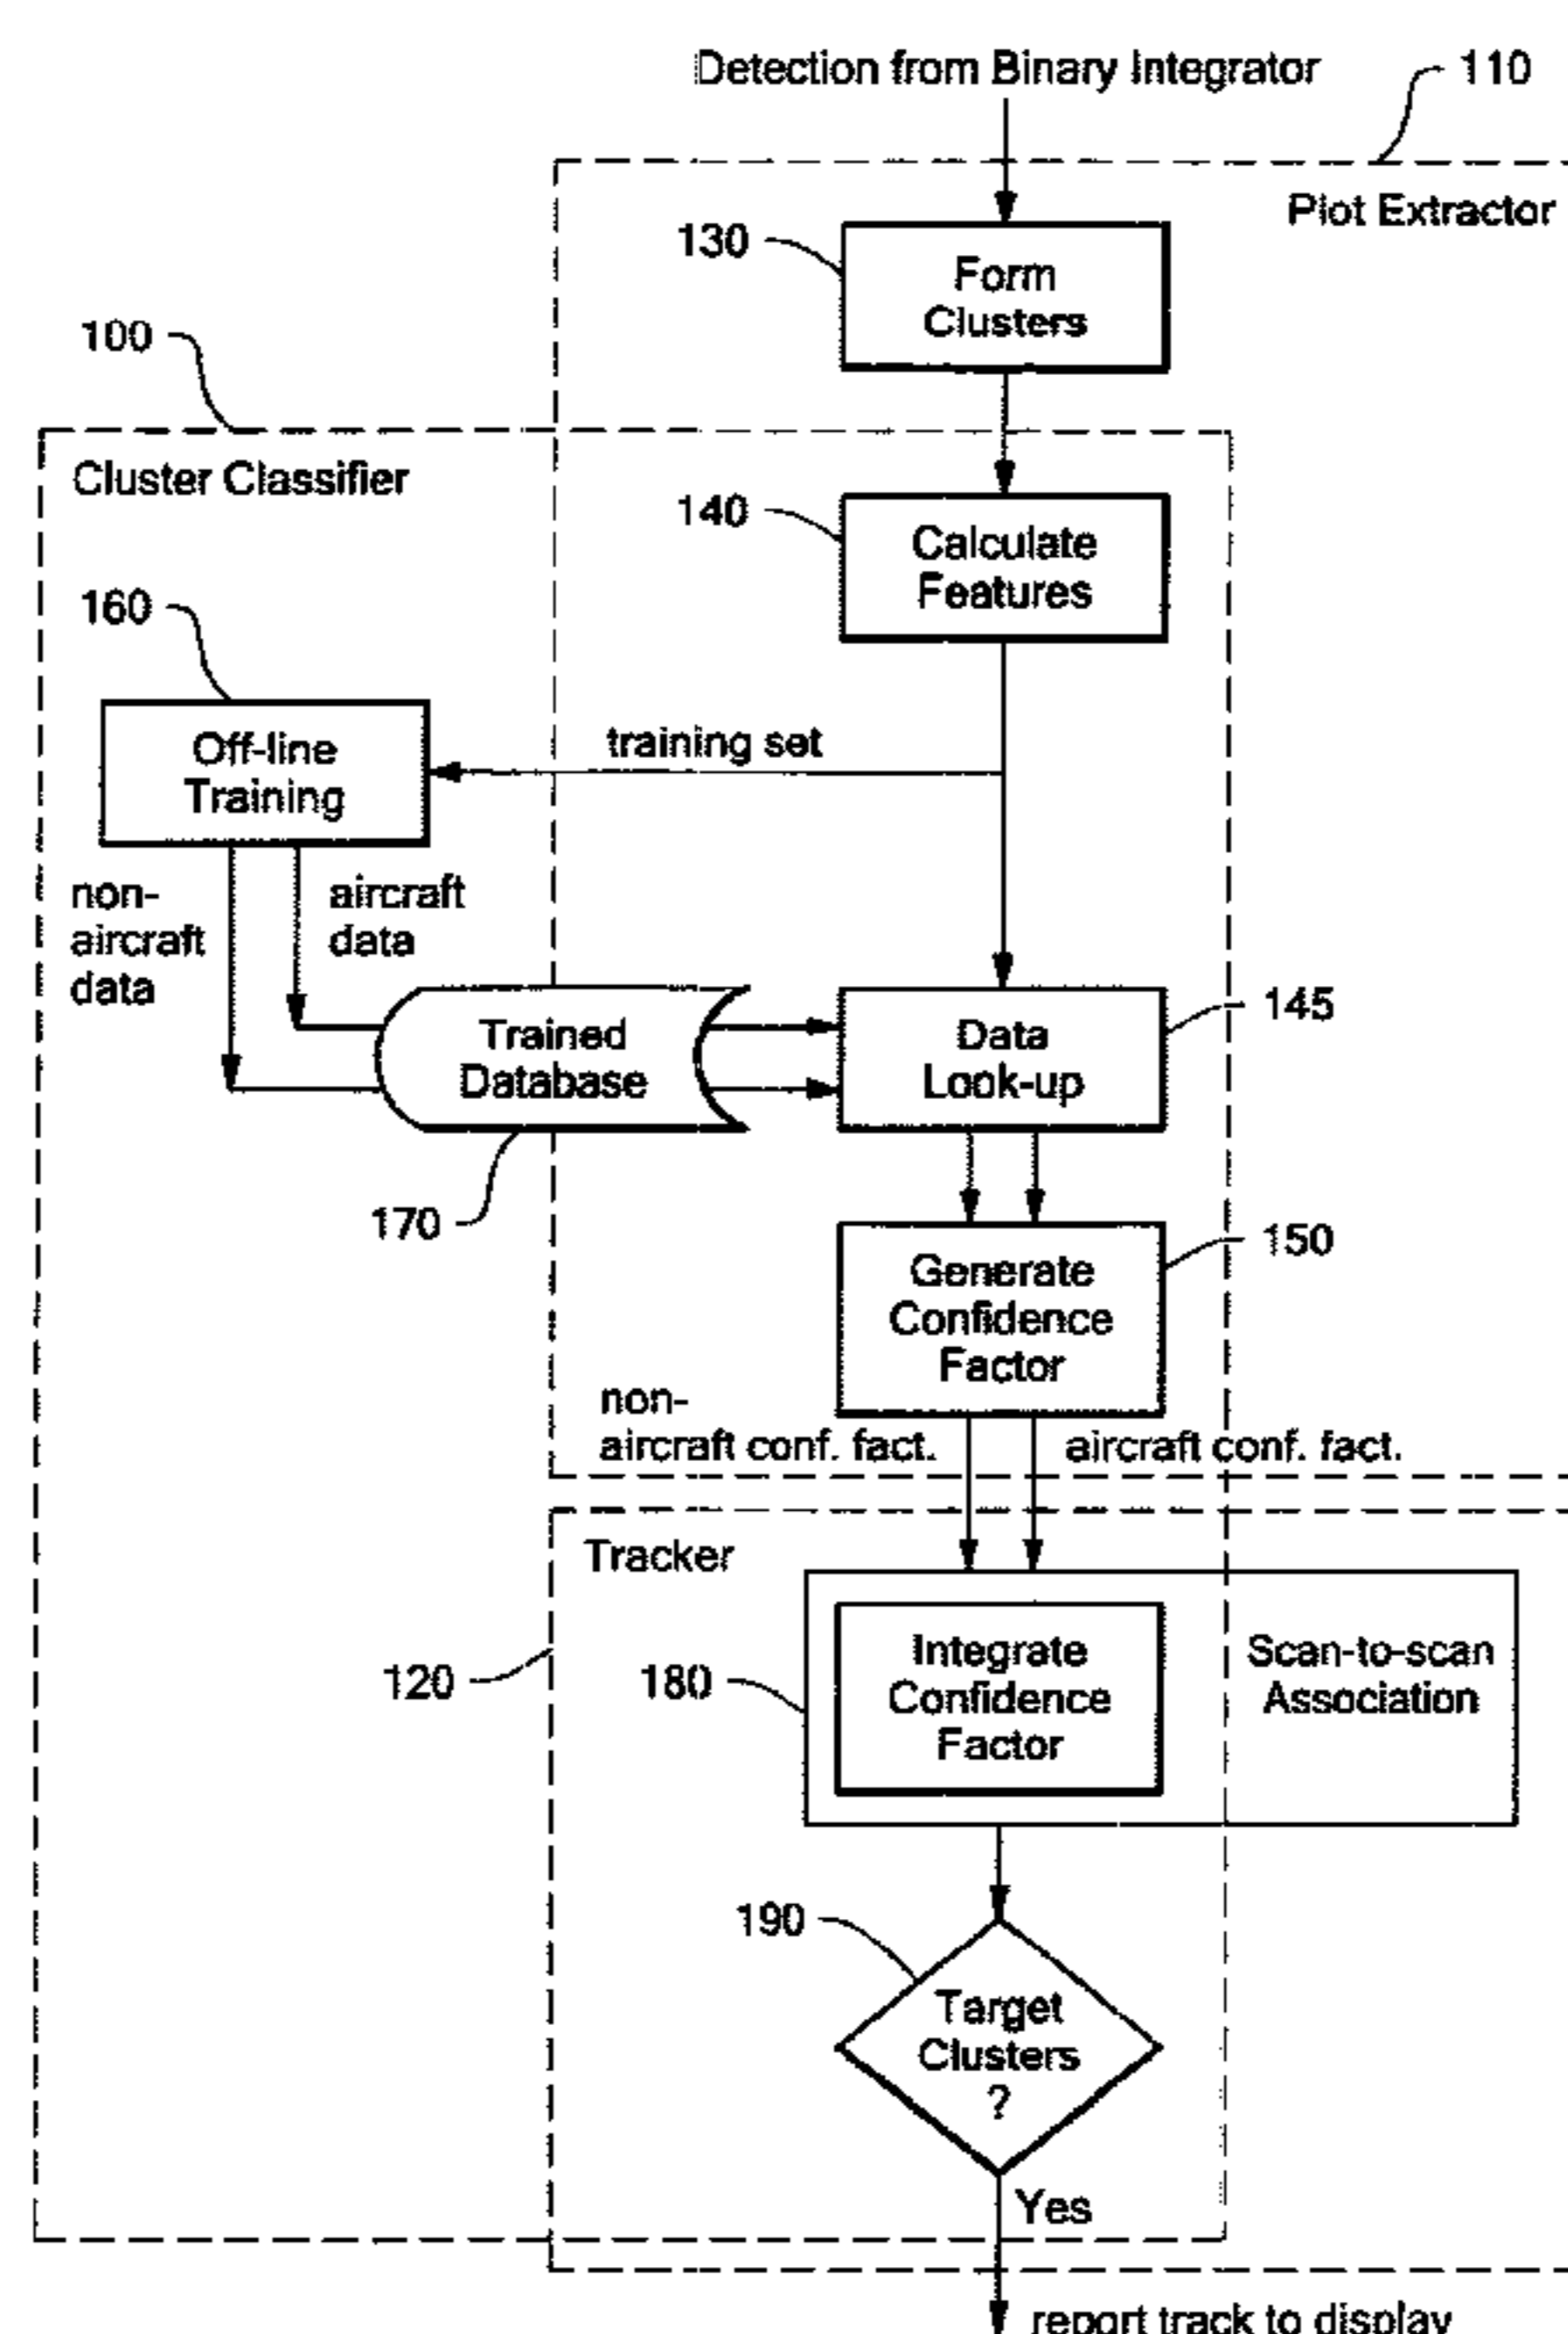 Detection from Binary Integrator
110
Plot Extractor
130
Form
Clusters
100
Cluster Classifier
140
Calculate
Features
160
Off-line
Training
training set
non-
aircraft
data
aircraft
data
Trained
Database
Data
Look-up
145
170
Generate
Confidence
Factor
150
non-
aircraft conf. fact.
aircraft conf. fact.
Tracker
Integrate
Confidence
Factor
Scan-to-scan
Association
120
180
190
Target
Clusters
?
Yes
report track to display